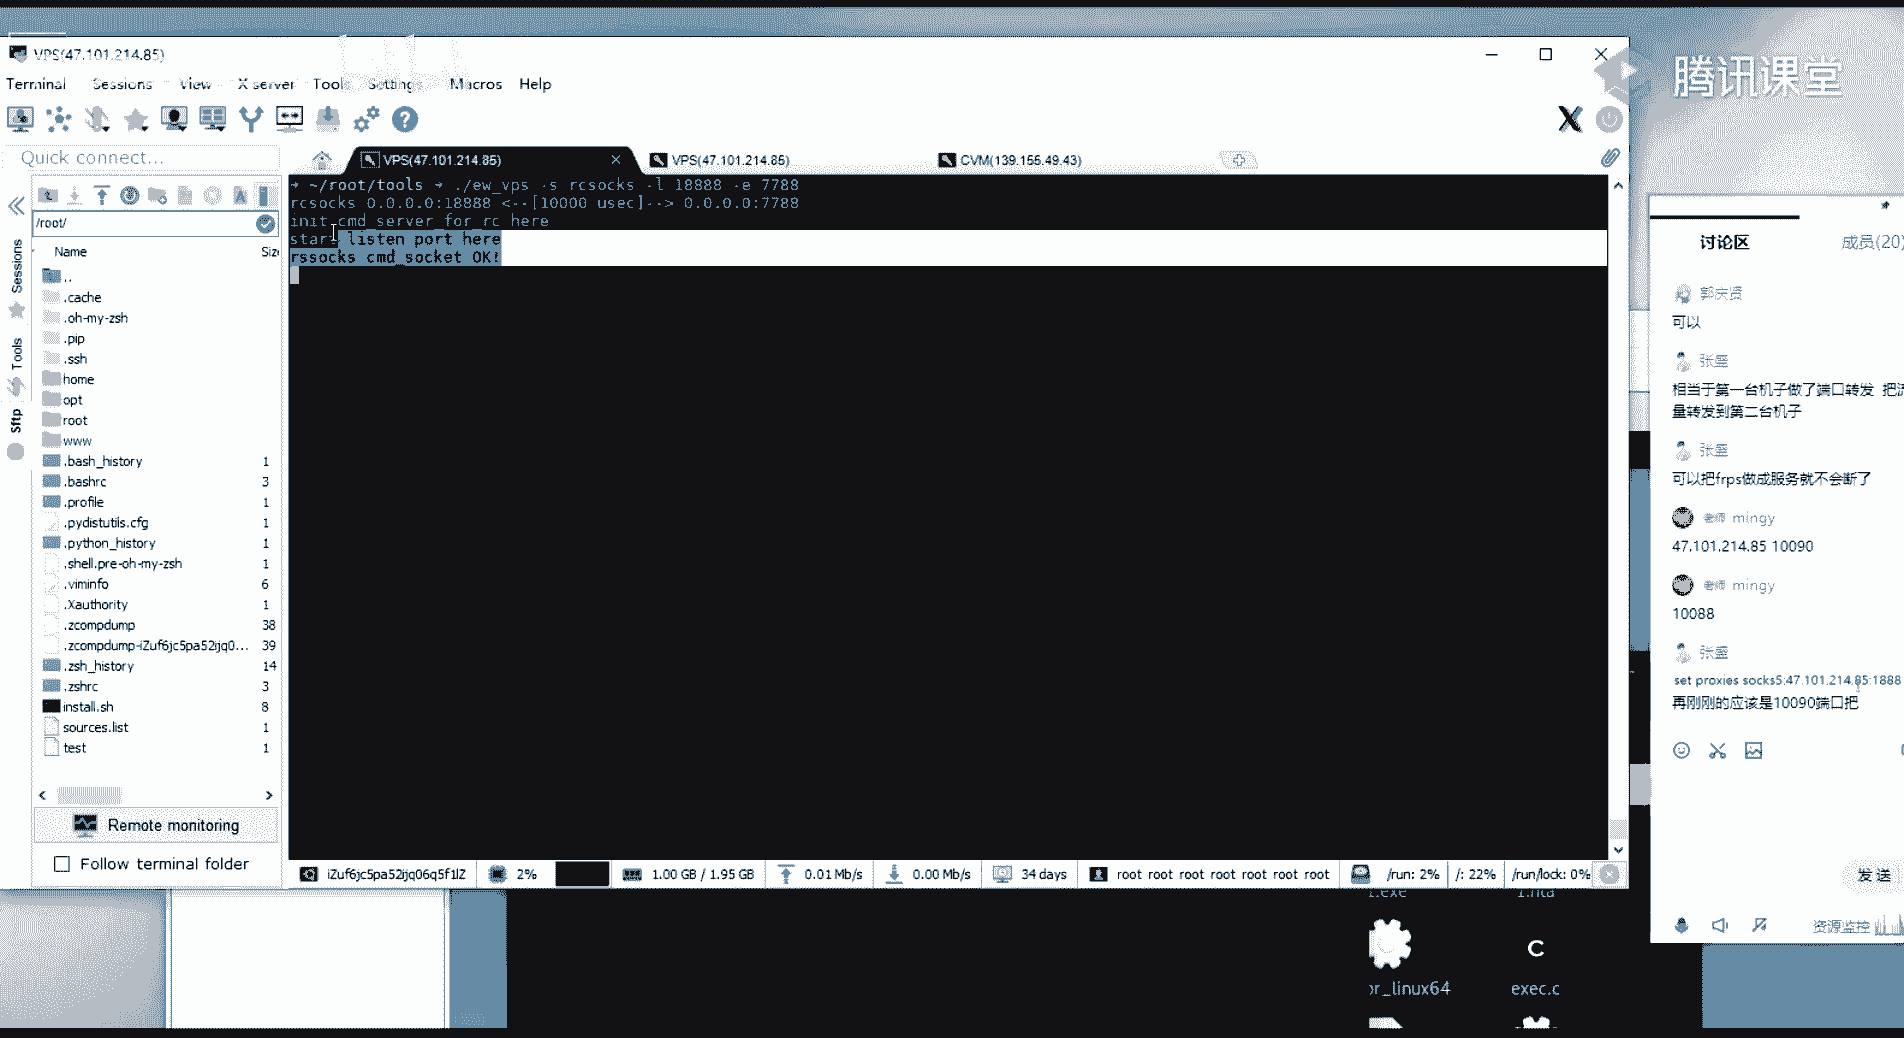 VPS(47.101.214.85)
Terminal Sessions View X server Tools Settings Macros Help
腾讯课堂
Quick connect...
VPS(47.101.214.85)
VPS(47.101.214.85)
CVM(139.155.49.43)
/root/
Name
Siz
Sessions
Tools
Sftp
..
.cache
.oh-my-zsh
.pip
.ssh
home
opt
root
www
.bash_history 1
.bashrc 3
.profile 1
.pydistutils.cfg 1
.python_history 1
.shell.pre-oh-my-zsh 1
.viminfo 6
.Xauthority 1
.zcompdump 38
.zcompdump-iZuf6jc5pa52ijq0... 39
.zsh_history 14
.zshrc 3
install.sh 8
sources.list 1
test 1
Remote monitoring
Follow terminal folder
➜ ~/root/tools ➜ ./ew_vps -s rcsocks -l 18888 -e 7788
rcsocks 0.0.0.0:18888 <--[10000 usec]--> 0.0.0.0:7788
init cmd server for rc here
start listen port here
rssocks cmd_socket OK!
iZuf6jc5pa52ijq06q5f1lZ
2%
1.00 GB / 1.95 GB
0.01 Mb/s
0.00 Mb/s
34 days
root root root root root root root
/run: 2%
/: 22%
/run/lock: 0%
讨论区
成员(20)
郭庆贤
可以
相当于第一台机子做了端口转发 把流
量转发到第二台机子
可以把frps做成服务就不会断了
老师 mingy
47.101.214.85 10090
老师 mingy
10088
set proxies socks5:47.101.214.85:1888
再刚刚的应该是10090端口把
发送
资源监控
r_linux64
exec.c